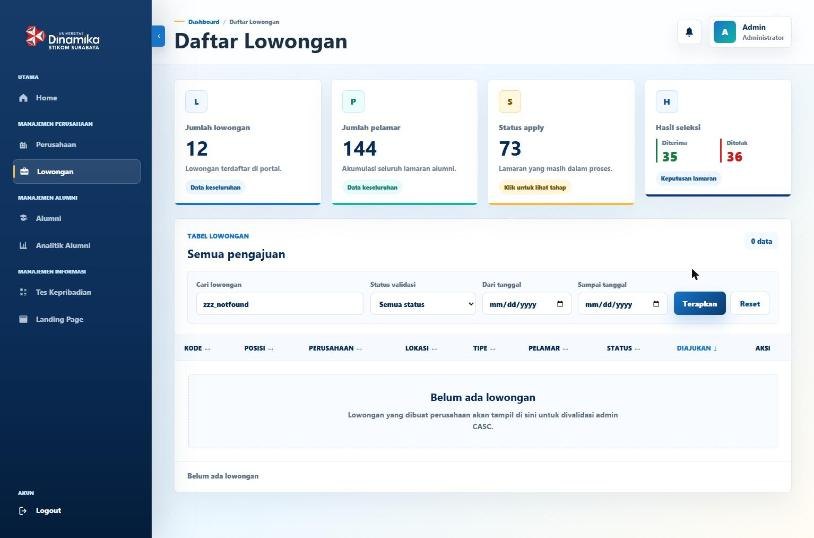 UNIVERSITAS
Dinamika
STIKOM SURABAYA
UTAMA
Home
MANAJEMEN PERUSAHAAN
Perusahaan
Lowongan
MANAJEMEN ALUMNI
Alumni
Analitik Alumni
MANAJEMEN INFORMASI
Tes Kepribadian
Landing Page
AKUN
Logout
Dashboard / Daftar Lowongan
Daftar Lowongan
A
Admin
Administrator
L
Jumlah lowongan
12
Lowongan terdaftar di portal.
Data keseluruhan
P
Jumlah pelamar
144
Akumulasi seluruh lamaran alumni.
Data keseluruhan
S
Status apply
73
Lamaran yang masih dalam proses.
Klik untuk lihat tahap
H
Hasil seleksi
Diterima
35
Ditolak
36
Keputusan lamaran
TABEL LOWONGAN
Semua pengajuan
0 data
Cari lowongan
zzz_notfound
Status validasi
Semua status
Dari tanggal
mm/dd/yyyy
Sampai tanggal
mm/dd/yyyy
Terapkan
Reset
KODE POSISI PERUSAHAAN LOKASI TIPE PELAMAR STATUS DIAJUKAN ↓ AKSI
Belum ada lowongan
Lowongan yang dibuat perusahaan akan tampil di sini untuk divalidasi admin
CASC.
Belum ada lowongan